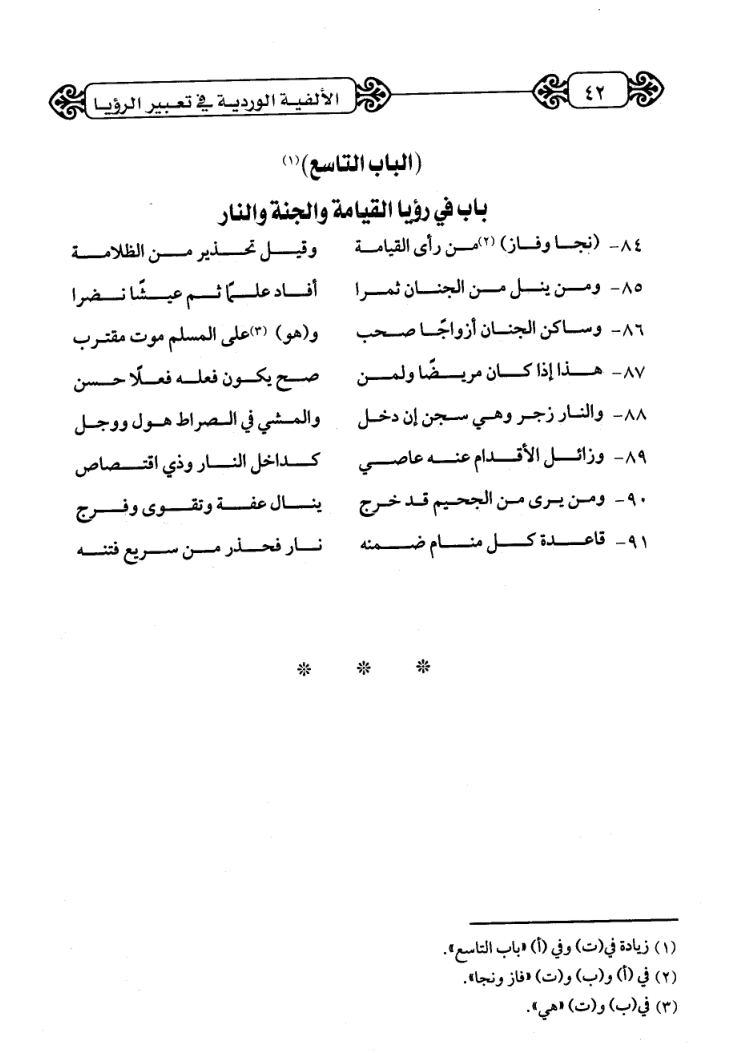 ٤٢
الألفية الوردية في تعبير الرؤيا
(الباب التاسع)(١)
باب في رؤيا القيامة والجنة والنار
٨٤- (نجا وفاز) (٢)من رأى القيامة وقيل تحذير من الظلامة
٨٥- ومن ينل من الجنان ثمرا أفاد علمًا ثم عيشًا نضرا
٨٦- وساكن الجنان أزواجًا صحب و(هو) (٣)على المسلم موت مقترب
٨٧- هذا إذا كان مريضًا ولمن صح يكون فعله فعلًا حسن
٨٨- والنار زجر وهي سجن إن دخل والمشي في الصراط هول ووجل
٨٩- وزائل الأقدام عنه عاصي كداخل النار وذي اقتصاص
٩٠- ومن يرى من الجحيم قد خرج ينال عفة وتقوى وفرج
٩١- قاعدة كل منام ضمنه نار فحذر من سريع فتنه
(١) زيادة في(ت) وفي (أ) «باب التاسع».
(٢) في (أ) و(ب) و(ت) «فاز ونجا».
(٣) في(ب) و(ت) «هي».